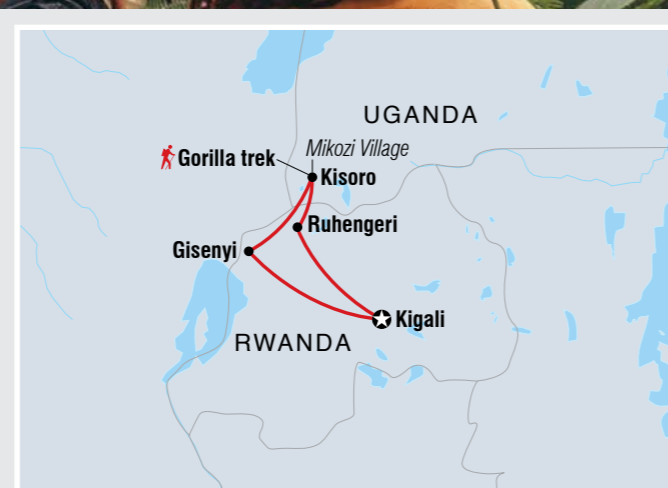 UGANDA
Mikozi Village
Gorilla trek
Kisoro
Ruhengeri
Gisenyi
Kigali
RWANDA